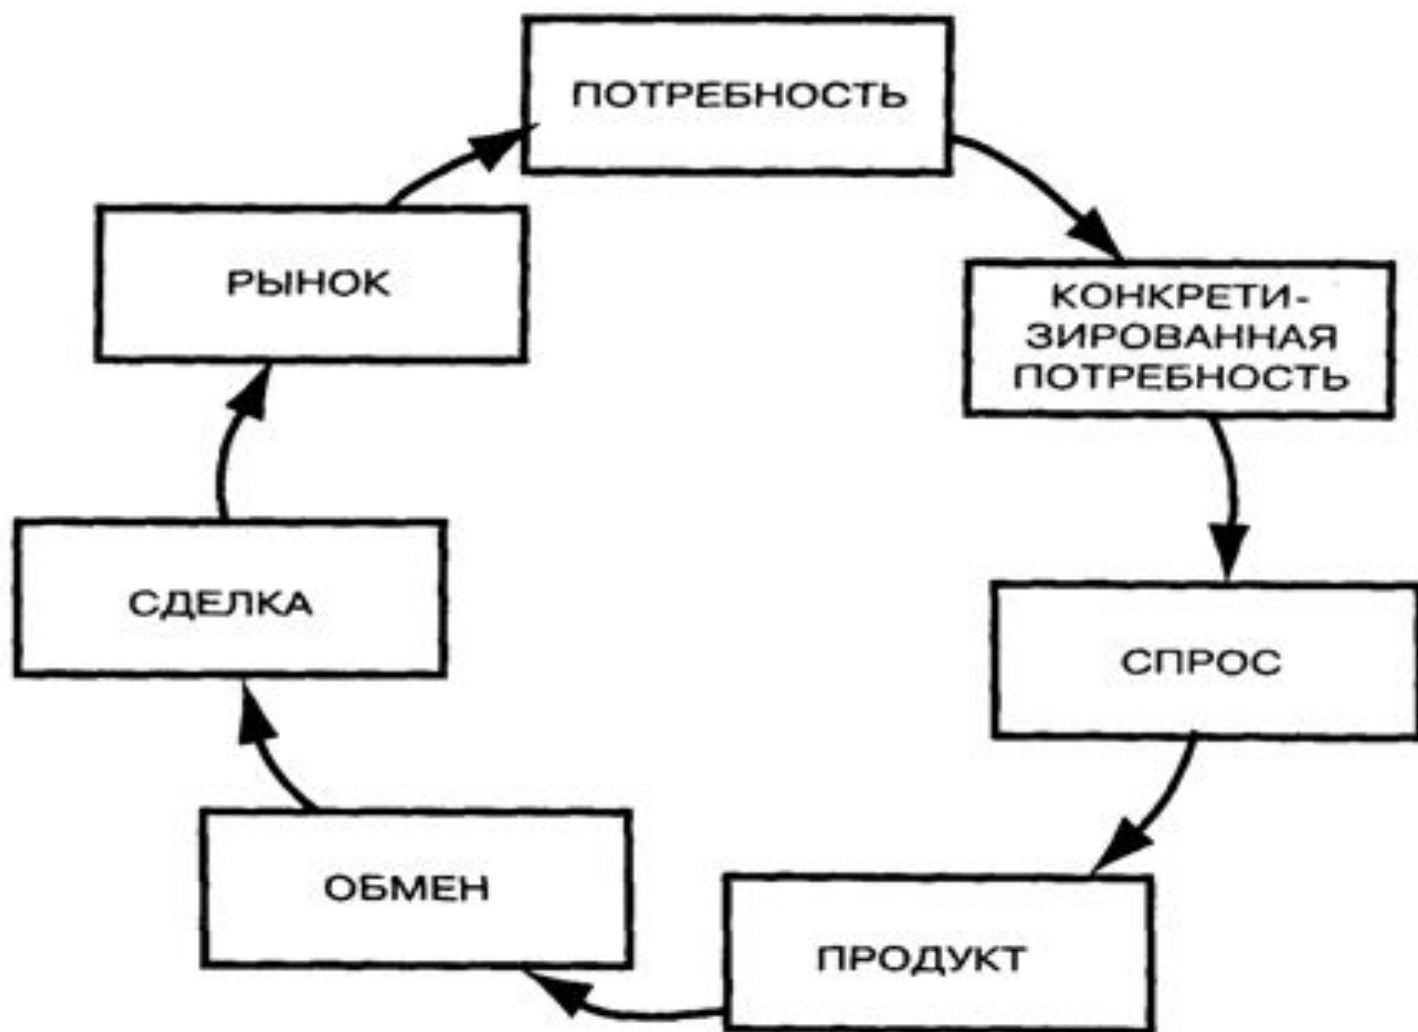 ПОТРЕБНОСТЬ
КОНКРЕТИ-
ЗИРОВАННАЯ
ПОТРЕБНОСТЬ
СПРОС
ПРОДУКТ
ОБМЕН
СДЕЛКА
РЫНОК